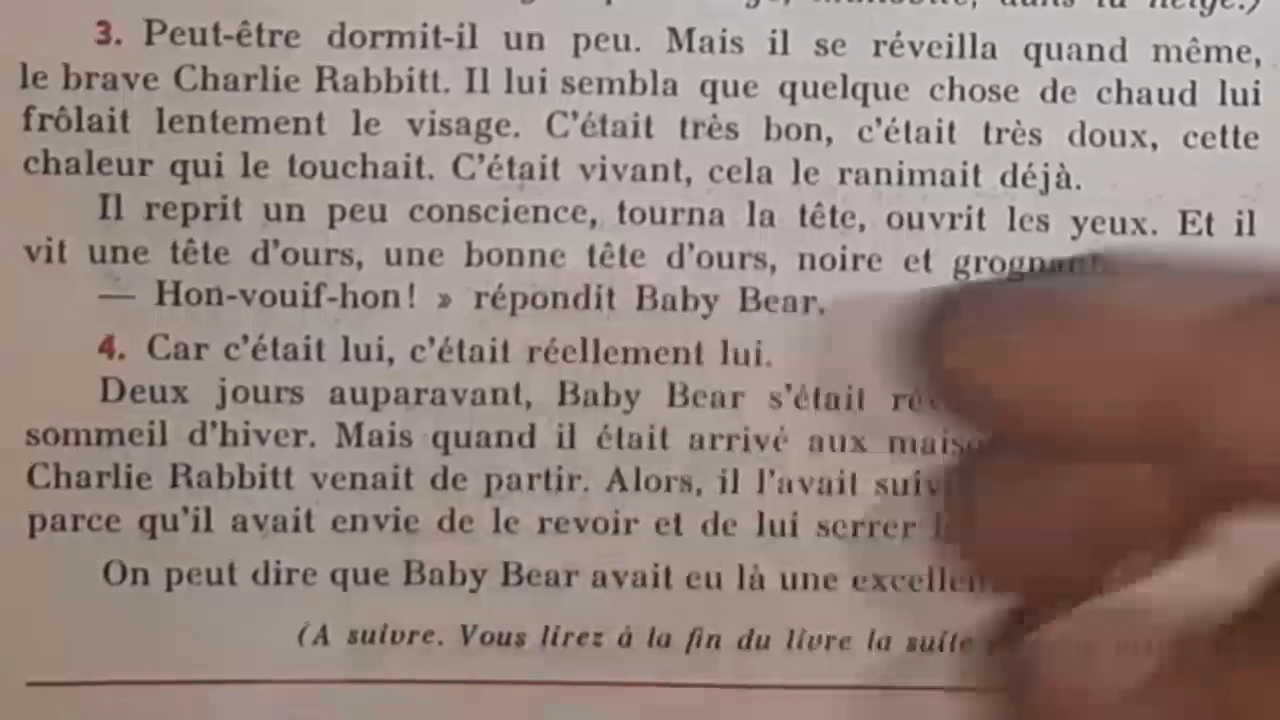 dans la neige.)
3. Peut-être dormit-il un peu. Mais il se réveilla quand même,
le brave Charlie Rabbitt. Il lui sembla que quelque chose de chaud lui
frôlait lentement le visage. C'était très bon, c'était très doux, cette
chaleur qui le touchait. C'était vivant, cela le ranimait déjà.
Il reprit un peu conscience, tourna la tête, ouvrit les yeux. Et il
vit une tête d'ours, une bonne tête d'ours, noire et
— Hon-vouif-hon! » répondit Baby Bear.
4. Car c'était lui, c'était réellement lui.
Deux jours auparavant, Baby Bear s'était
sommeil d'hiver. Mais quand il était arrivé aux
Charlie Rabbitt venait de partir. Alors, il l'avait
parce qu'il avait envie de le revoir et de lui serrer
On peut dire que Baby Bear avait eu là une
(A suivre. Vous lirez à la fin du livre la suite